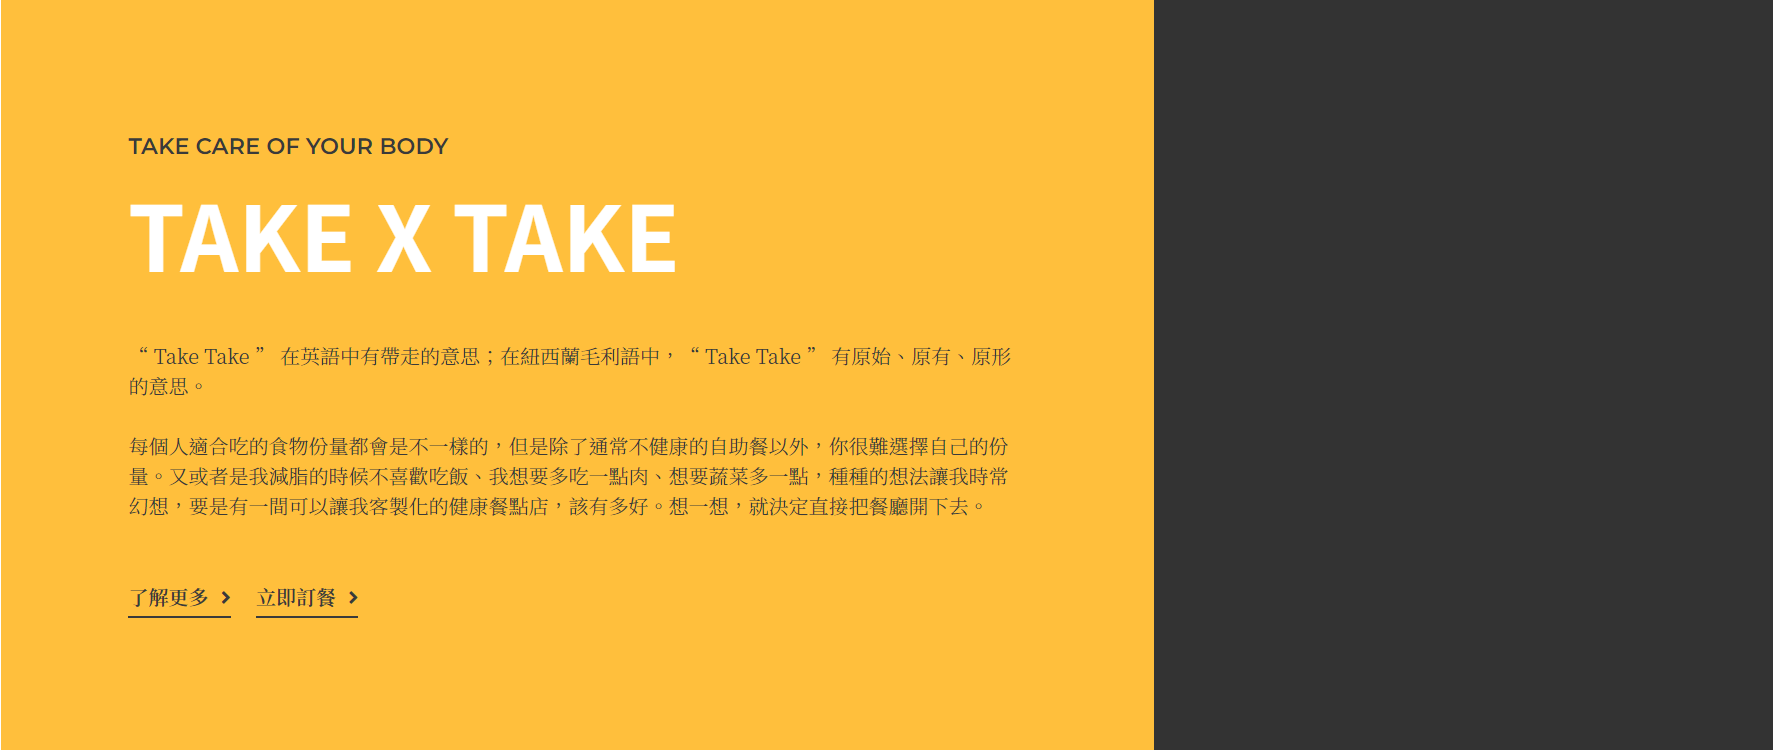 TAKE CARE OF YOUR BODY
TAKE X TAKE
“ Take Take ” 在英語中有帶走的意思；在紐西蘭毛利語中，“ Take Take ” 有原始、原有、原形
的意思。
每個人適合吃的食物份量都會是不一樣的，但是除了通常不健康的自助餐以外，你很難選擇自己的份
量。又或者是我減脂的時候不喜歡吃飯、我想要多吃一點肉、想要蔬菜多一點，種種的想法讓我時常
幻想，要是有一間可以讓我客製化的健康餐點店，該有多好。想一想，就決定直接把餐廳開下去。
了解更多 立即訂餐